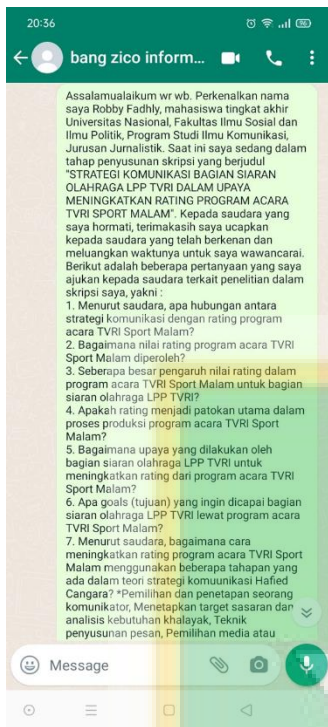 20:36
bang zico inform...
Assalamualaikum wr wb. Perkenalkan nama
saya Robby Fadhly, mahasiswa tingkat akhir
Universitas Nasional, Fakultas Ilmu Sosial dan
Ilmu Politik, Program Studi Ilmu Komunikasi,
Jurusan Jurnalistik. Saat ini saya sedang dalam
tahap penyusunan skripsi yang berjudul
"STRATEGI KOMUNIKASI BAGIAN SIARAN
OLAHRAGA LPP TVRI DALAM UPAYA
MENINGKATKAN RATING PROGRAM ACARA
TVRI SPORT MALAM". Kepada saudara yang
saya hormati, terimakasih saya ucapkan
kepada saudara yang telah berkenan dan
meluangkan waktunya untuk saya wawancarai.
Berikut adalah beberapa pertanyaan yang saya
ajukan kepada saudara terkait penelitian dalam
skripsi saya, yakni :
1. Menurut saudara, apa hubungan antara
strategi komunikasi dengan rating program
acara TVRI Sport Malam?
2. Bagaimana nilai rating program acara TVRI
Sport Malam diperoleh?
3. Seberapa besar pengaruh nilai rating dalam
program acara TVRI Sport Malam untuk bagian
siaran olahraga LPP TVRI?
4. Apakah rating menjadi patokan utama dalam
proses produksi program acara TVRI Sport
Malam?
5. Bagaimana upaya yang dilakukan oleh
bagian siaran olahraga LPP TVRI untuk
meningkatkan rating dari program acara TVRI
Sport Malam?
6. Apa goals (tujuan) yang ingin dicapai bagian
siaran olahraga LPP TVRI lewat program acara
TVRI Sport Malam?
7. Menurut saudara, bagaimana cara
meningkatkan rating program acara TVRI Sport
Malam menggunakan beberapa tahapan yang
ada dalam teori strategi komuunikasi Hafied
Cangara? *Pemilihan dan penetapan seorang
komunikator, Menetapkan target sasaran dan
analisis kebutuhan khalayak, Teknik
penyusunan pesan, Pemilihan media atau
Message